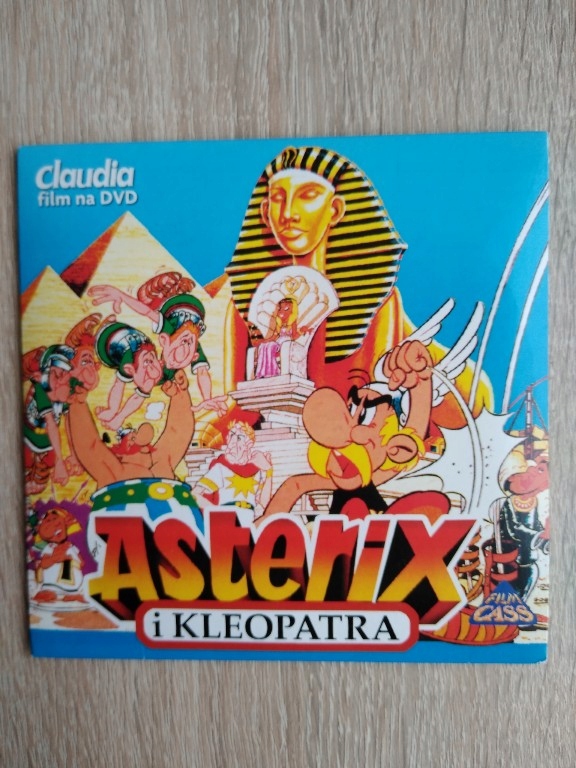 Claudia
film na DVD
Asterix
i KLEOPATRA
FILM
CASS